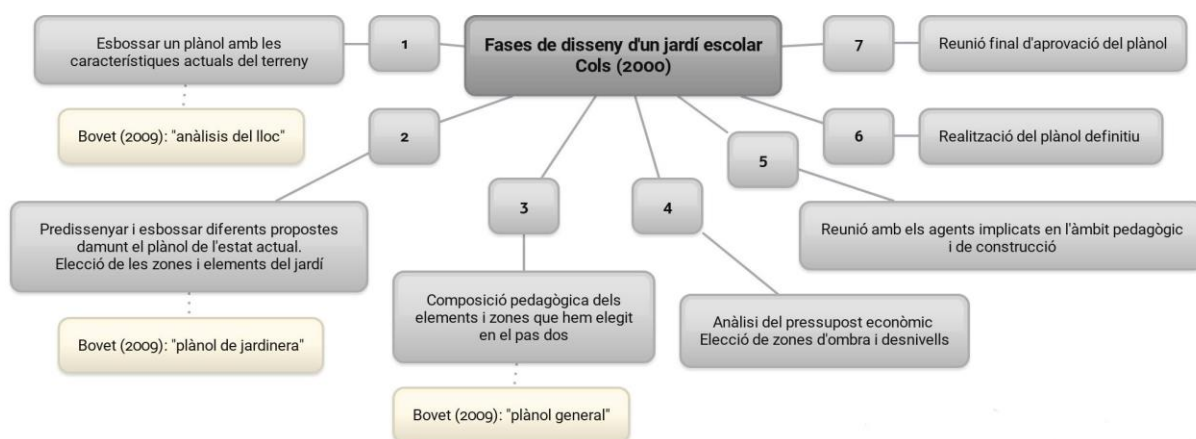 Fases de disseny d'un jardí escolar
Cols (2000)
1
Esbossar un plànol amb les
característiques actuals del terreny
Bovet (2009): "anàlisis del lloc"
2
Predissenyar i esbossar diferents propostes
damunt el plànol de l'estat actual.
Elecció de les zones i elements del jardí
Bovet (2009): "plànol de jardinera"
3
Composició pedagògica dels
elements i zones que hem elegit
en el pas dos
Bovet (2009): "plànol general"
4
Anàlisi del pressupost econòmic
Elecció de zones d'ombra i desnivells
5
Reunió amb els agents implicats en l'àmbit pedagògic
i de construcció
6
Realització del plànol definitiu
7
Reunió final d'aprovació del plànol